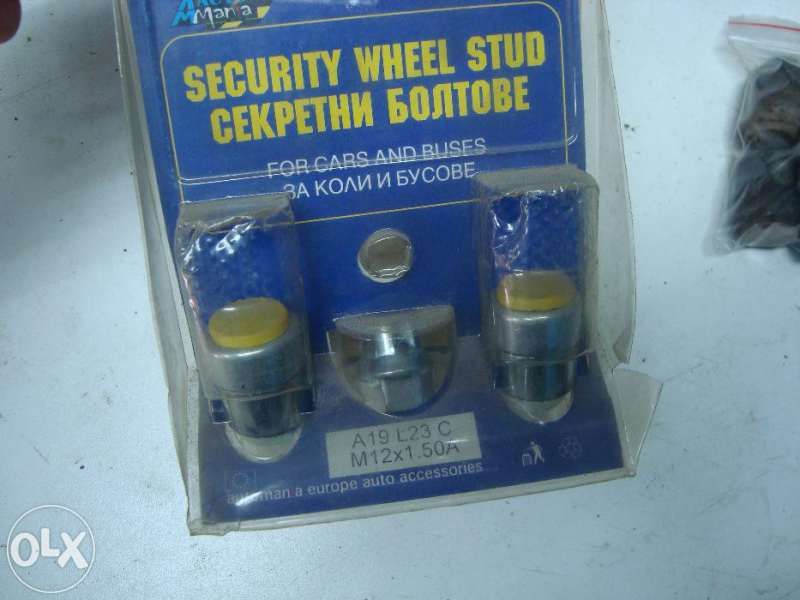 Mania
SECURITY WHEEL STUD
СЕКРЕТНИ БОЛТОВЕ
FOR CARS AND BUSES
ЗА КОЛИ И БУСОВЕ
A19 L23 C
M12x1.50A
a europe auto accessories
OLX